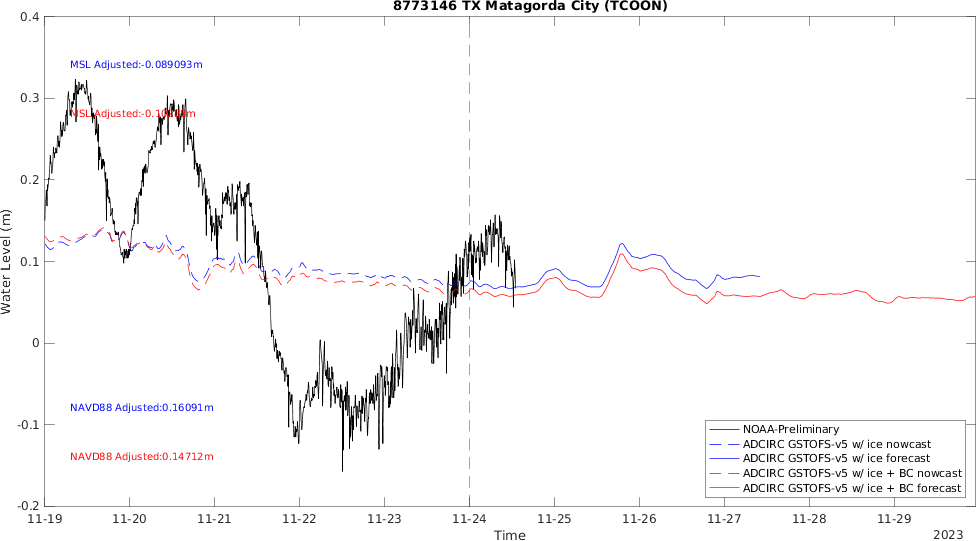 8773146 TX Matagorda City (TCOON)
0.4
0.3
0.2
0.1
0
-0.1
-0.2
Water Level (m)
MSL Adjusted:-0.089093m
MSL
NAVD88 Adjusted:0.16091m
NAVD88 Adjusted:0.14712m
NOAA-Preliminary
ADCIRC GSTOFS-v5 w/ ice nowcast
ADCIRC GSTOFS-v5 w/ ice forecast
ADCIRC GSTOFS-v5 w/ ice + BC nowcast
ADCIRC GSTOFS-v5 w/ ice + BC forecast
11-19 11-20 11-21 11-22 11-23 11-24 11-25 11-26 11-27 11-28 11-29
Time
2023